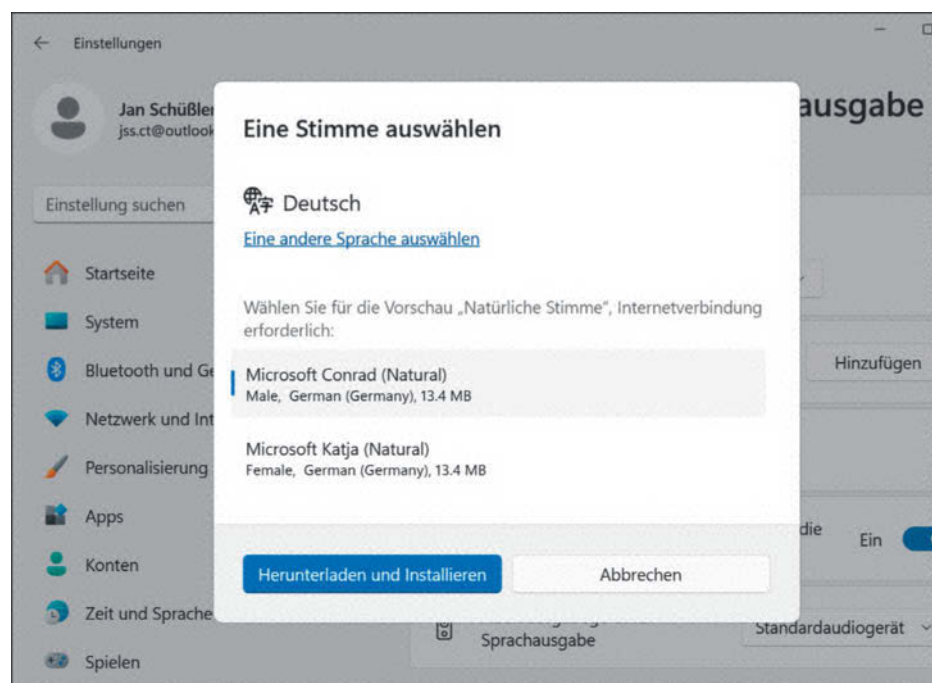 Einstellungen
Jan Schüßler
jss.ct@outlook
ausgabe
Einstellung suchen
Startseite
System
Bluetooth und Ge
Netzwerk und Int
Personalisierung
Apps
Konten
Zeit und Sprache
Spielen
Eine Stimme auswählen
Deutsch
Eine andere Sprache auswählen
Wählen Sie für die Vorschau „Natürliche Stimme“, Internetverbindung
erforderlich:
Microsoft Conrad (Natural)
Male, German (Germany), 13.4 MB
Microsoft Katja (Natural)
Female, German (Germany), 13.4 MB
Herunterladen und Installieren
Abbrechen
Hinzufügen
die
Ein
Sprachausgabe
Standardaudiogerät